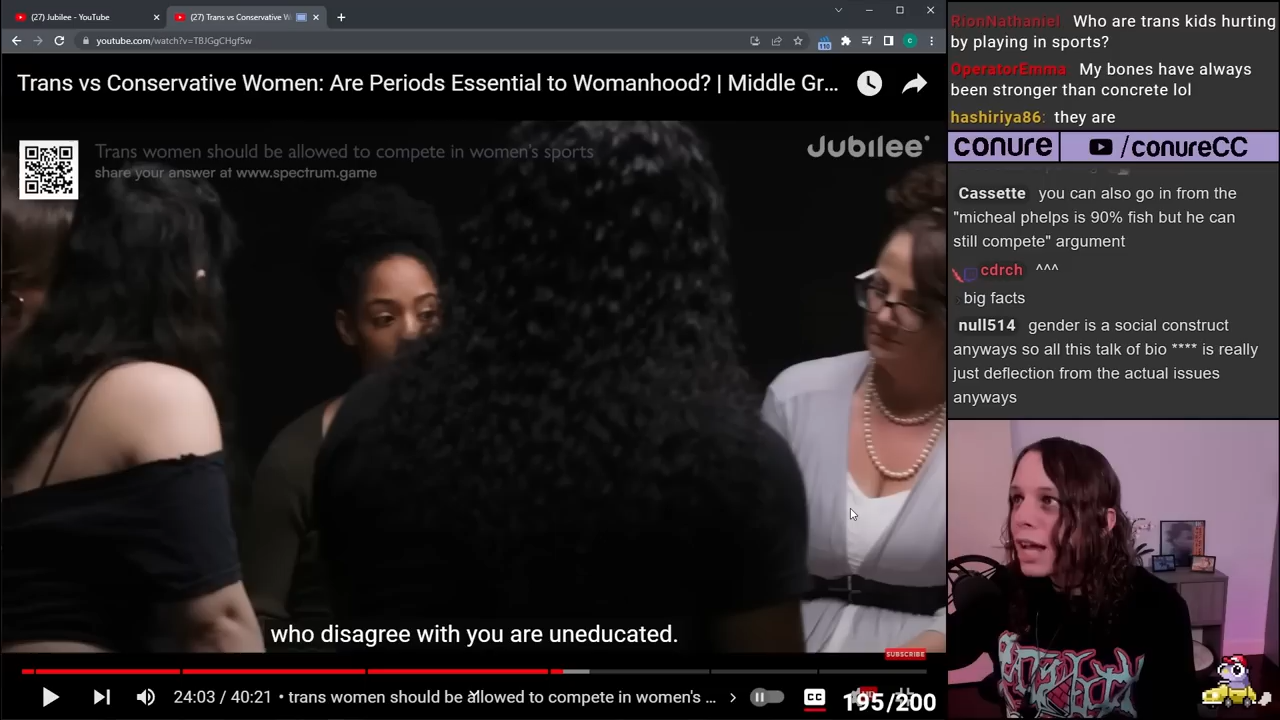 (27) Jubilee - YouTube
(27) Trans vs Conservative W
youtube.com/watch?v=TBJGgCHgf5w
Trans vs Conservative Women: Are Periods Essential to Womanhood? | Middle Gr...
Trans women should be allowed to compete in women's sports
share your answer at www.spectrum.game
Jubilee
who disagree with you are uneducated.
SUBSCRIBE
24:03 / 40:21 • trans women should be allowed to compete in women's ...
CC
195/200
RionNathaniel Who are trans kids hurting
by playing in sports?
OperatorEmma My bones have always
been stronger than concrete lol
hashiriya86: they are
conure
/conureCC
Cassette you can also go in from the
"micheal phelps is 90% fish but he can
still compete" argument
cdrch ^^^
big facts
null514 gender is a social construct
anyways so all this talk of bio **** is really
just deflection from the actual issues
anyways